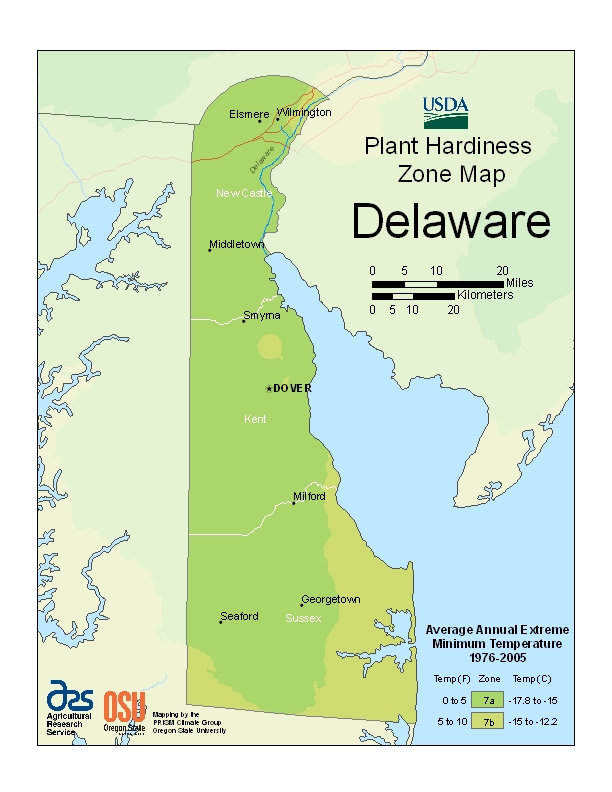 USDA
Plant Hardiness
Zone Map
Delaware
0 5 10 20
Miles
Kilometers
0 5 10 20
Elsmere
Wilmington
Delaware
New Castle
Middletown
Smyrna
DOVER
Kent
Milford
Georgetown
Seaford
Sussex
Average Annual Extreme
Minimum Temperature
1976-2005
Temp (F) Zone Temp (C)
0 to 5 7a -17.8 to -15
5 to 10 7b -15 to -12.2
ars
Agricultural
Research
Service
OSU
Oregon State
Mapping by the
PRISM Climate Group
Oregon State University